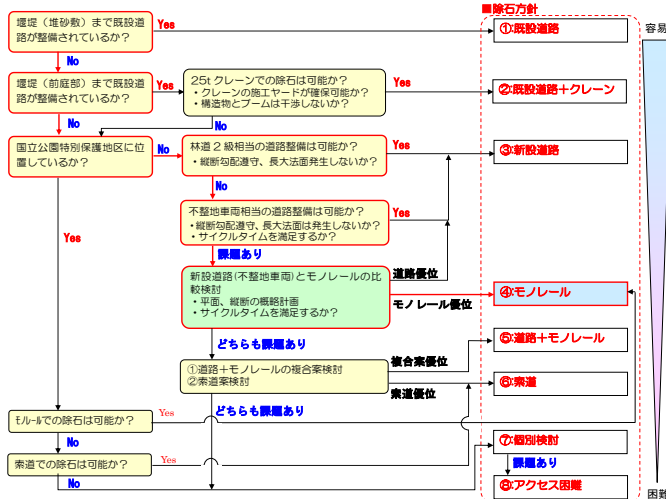 ■除石方針
容易
堰堤（堆砂敷）まで既設道
路が整備されているか？
Yes
①:既設道路
No
堰堤（前庭部）まで既設道
路が整備されているか？
Yes
25tクレーンでの除石は可能か？
・クレーンの施工ヤードが確保可能か？
・構造物とブームは干渉しないか？
Yes
②:既設道路＋クレーン
No
No
国立公園特別保護地区に位
置しているか？
No
林道２級相当の道路整備は可能か？
・縦断勾配遵守、長大法面発生しないか？
Yes
③:新設道路
No
不整地車両相当の道路整備は可能か？
・縦断勾配遵守、長大法面は発生しないか？
・サイクルタイムを満足するか？
Yes
Yes
課題あり
新設道路(不整地車両)とモノレールの比
較検討
・平面、縦断の概略計画
・サイクルタイムを満足するか？
道路優位
モノレール優位
④:モノレール
どちらも課題あり
⑤:道路＋モノレール
複合案優位
①道路＋モノレールの複合案検討
②索道案検討
索道優位
⑥:索道
どちらも課題あり
ﾓﾉﾚｰﾙでの除石は可能か？
Yes
No
⑦:個別検討
索道での除石は可能か？
Yes
課題あり
No
⑧:アクセス困難
困難